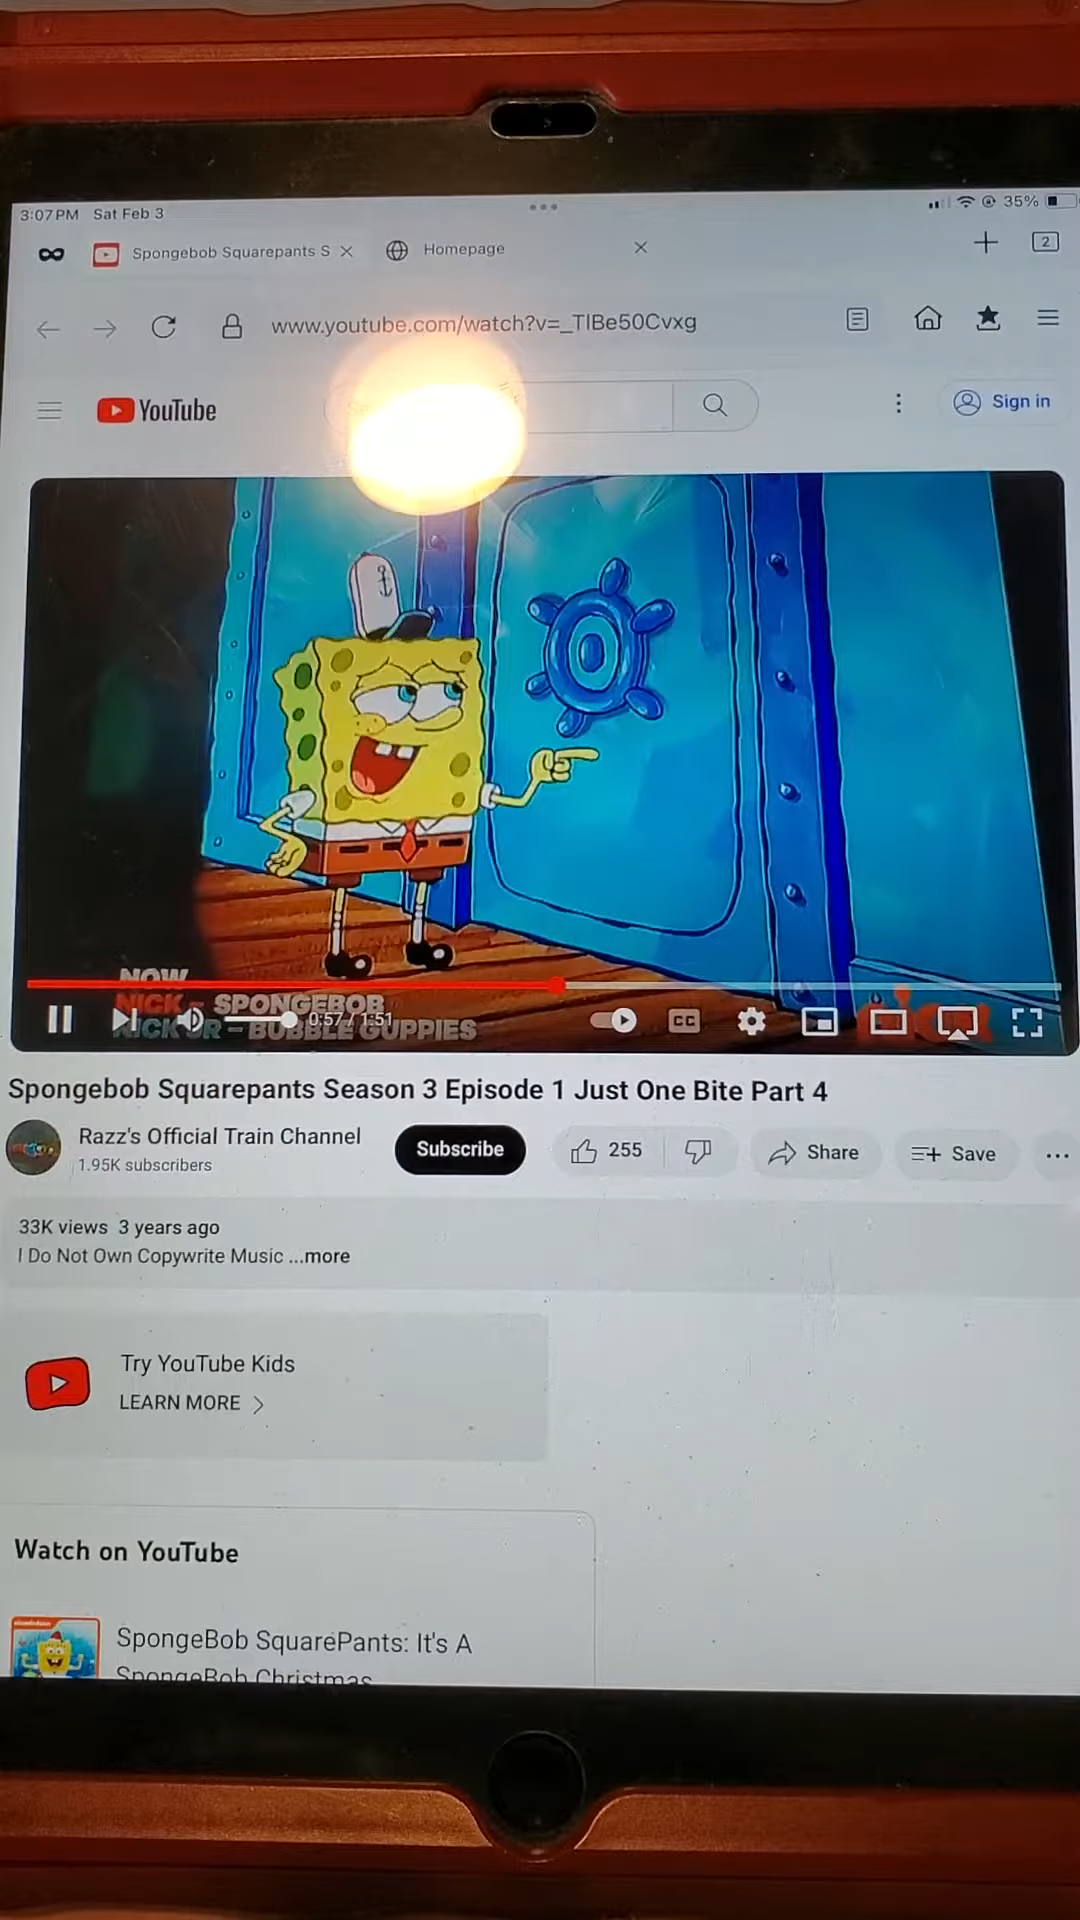 3:07 PM Sat Feb 3
35%
Spongebob Squarepants S
Homepage
2
www.youtube.com/watch?v=_TIBe50Cvxg
YouTube
Sign in
NOW
NICK - SPONGEBOB
NICK JR - BUBBLE GUPPIES
0:57 / 1:51
CC
Spongebob Squarepants Season 3 Episode 1 Just One Bite Part 4
Razz's Official Train Channel
1.95K subscribers
Subscribe
255
Share
Save
33K views 3 years ago
I Do Not Own Copywrite Music ...more
Try YouTube Kids
LEARN MORE
Watch on YouTube
SpongeBob SquarePants: It's A
SpongeBob Christmas